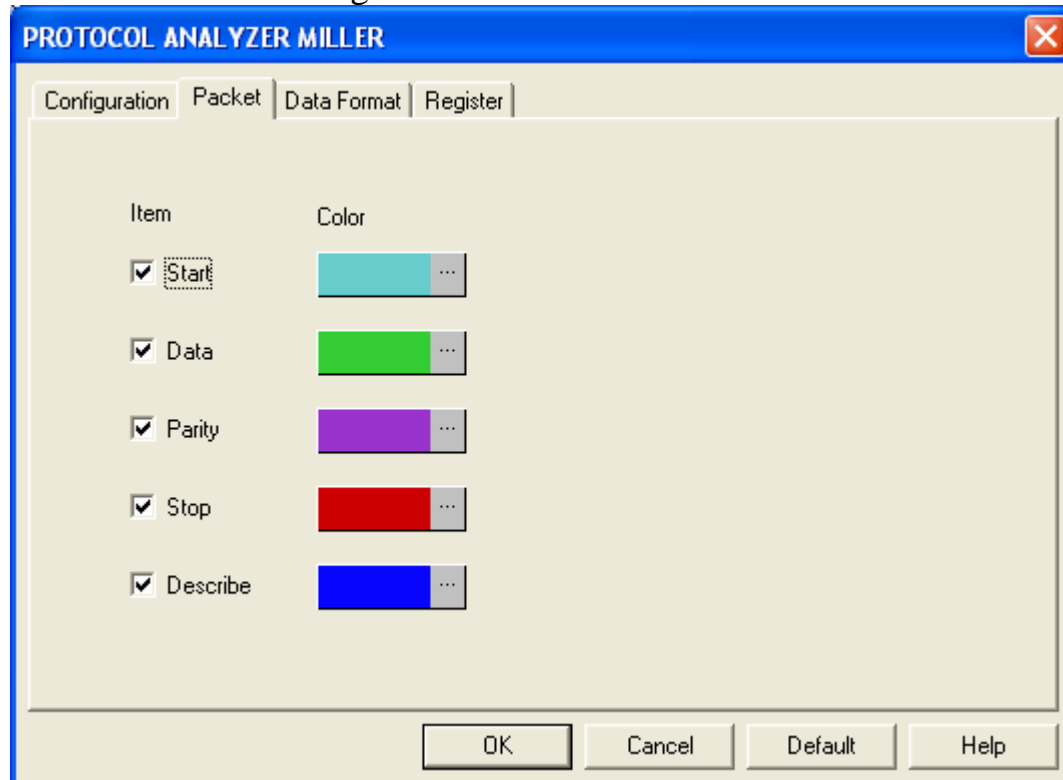 PROTOCOL ANALYZER MILLER
Configuration Packet Data Format Register
Item Color
Start ...
Data ...
Parity ...
Stop ...
Describe ...
OK Cancel Default Help